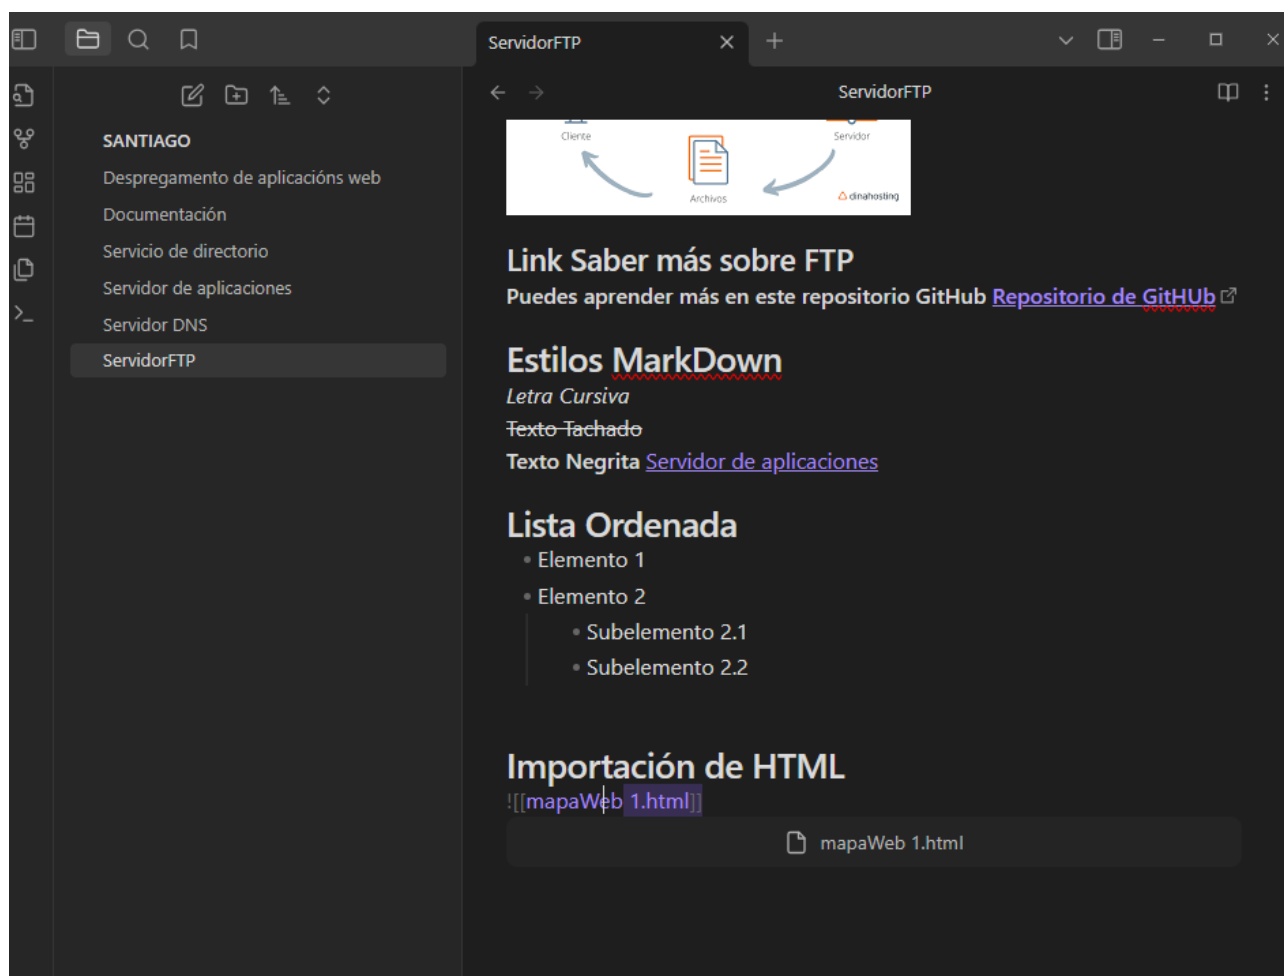 ServidorFTP
ServidorFTP
SANTIAGO
Despregamento de aplicacións web
Documentación
Servicio de directorio
Servidor de aplicaciones
Servidor DNS
ServidorFTP
Cliente
Servidor
Archivos
dinahosting
Link Saber más sobre FTP
Puedes aprender más en este repositorio GitHub Repositorio de GitHUb
Estilos MarkDown
Letra Cursiva
Texto Tachado
Texto Negrita Servidor de aplicaciones
Lista Ordenada
• Elemento 1
• Elemento 2
• Subelemento 2.1
• Subelemento 2.2
Importación de HTML
![[mapaWeb 1.html]]
mapaWeb 1.html